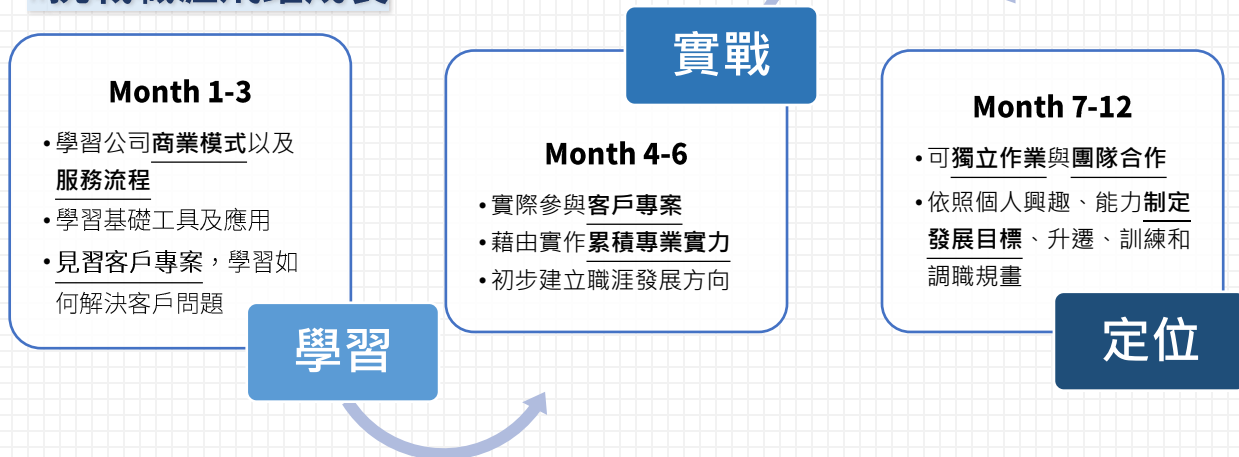 Month 1-3
•學習公司商業模式以及
服務流程
•學習基礎工具及應用
•見習客戶專案，學習如
何解決客戶問題
學習
實戰
Month 4-6
•實際參與客戶專案
•藉由實作累積專業實力
•初步建立職涯發展方向
Month 7-12
•可獨立作業與團隊合作
•依照個人興趣、能力制定
發展目標、升遷、訓練和
調職規畫
定位